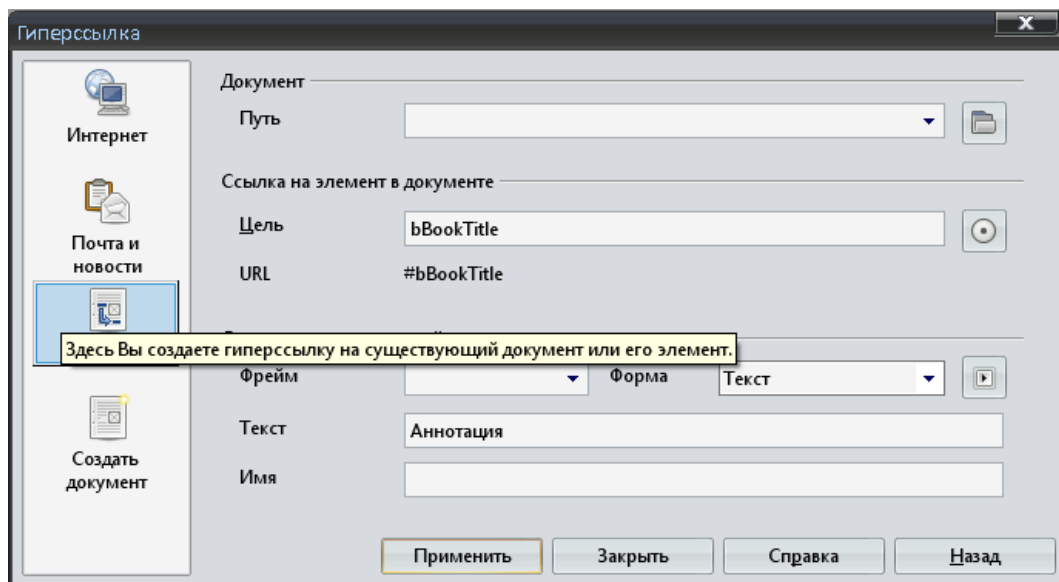 Гиперссылка
Интернет
Почта и
новости
Здесь Вы создаете гиперссылку на существующий документ или его элемент.
Создать
документ
Документ
Путь
Ссылка на элемент в документе
Цель bBookTitle
URL #bBookTitle
Фрейм Форма Текст
Текст Аннотация
Имя
Применить Закрыть Справка Назад